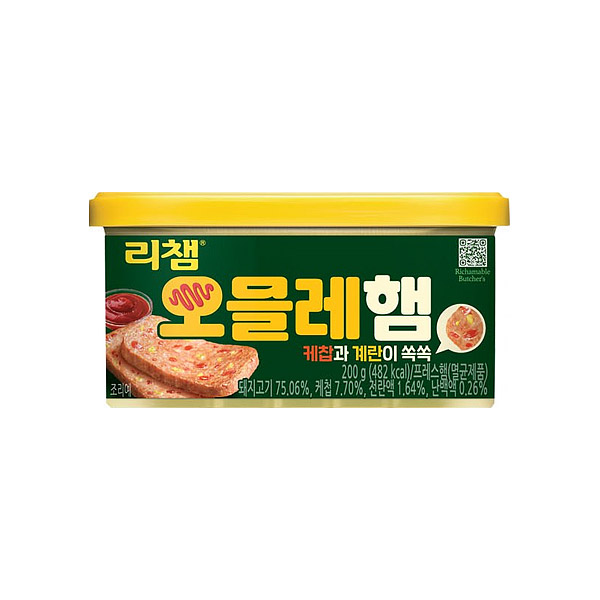 리챔®
오믈레햄
Richamable
Butcher's
케찹과 계란이 쏙쏙
200 g (482 kcal)/프레스햄(멸균제품)
돼지고기 75.06%, 케첩 7.70%, 전란액 1.64%, 난백액 0.26%
조리예